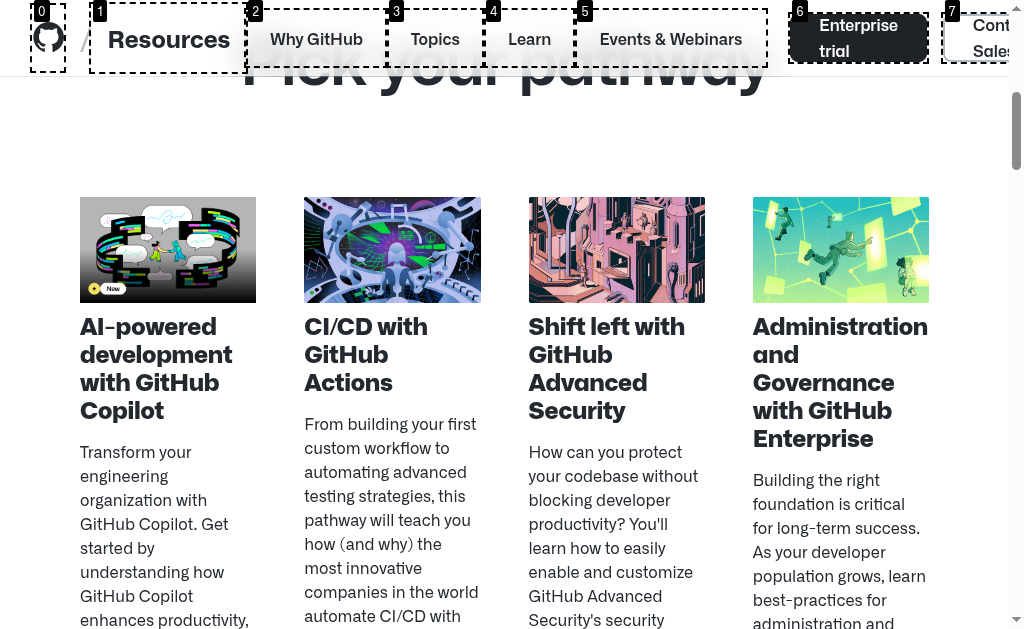 0
1
2
3
4
5
6
7
/
Resources
Why GitHub
Topics
Learn
Events & Webinars
Enterprise
trial
Cont
Sales
Pick your pathway
New
AI-powered
development
with GitHub
Copilot
Transform your
engineering
organization with
GitHub Copilot. Get
started by
understanding how
GitHub Copilot
enhances productivity,
CI/CD with
GitHub
Actions
From building your first
custom workflow to
automating advanced
testing strategies, this
pathway will teach you
how (and why) the
most innovative
companies in the world
automate CI/CD with
Shift left with
GitHub
Advanced
Security
How can you protect
your codebase without
blocking developer
productivity? You'll
learn how to easily
enable and customize
GitHub Advanced
Security's security
Administration
and
Governance
with GitHub
Enterprise
Building the right
foundation is critical
for long-term success.
As your developer
population grows, learn
best-practices for
administration and